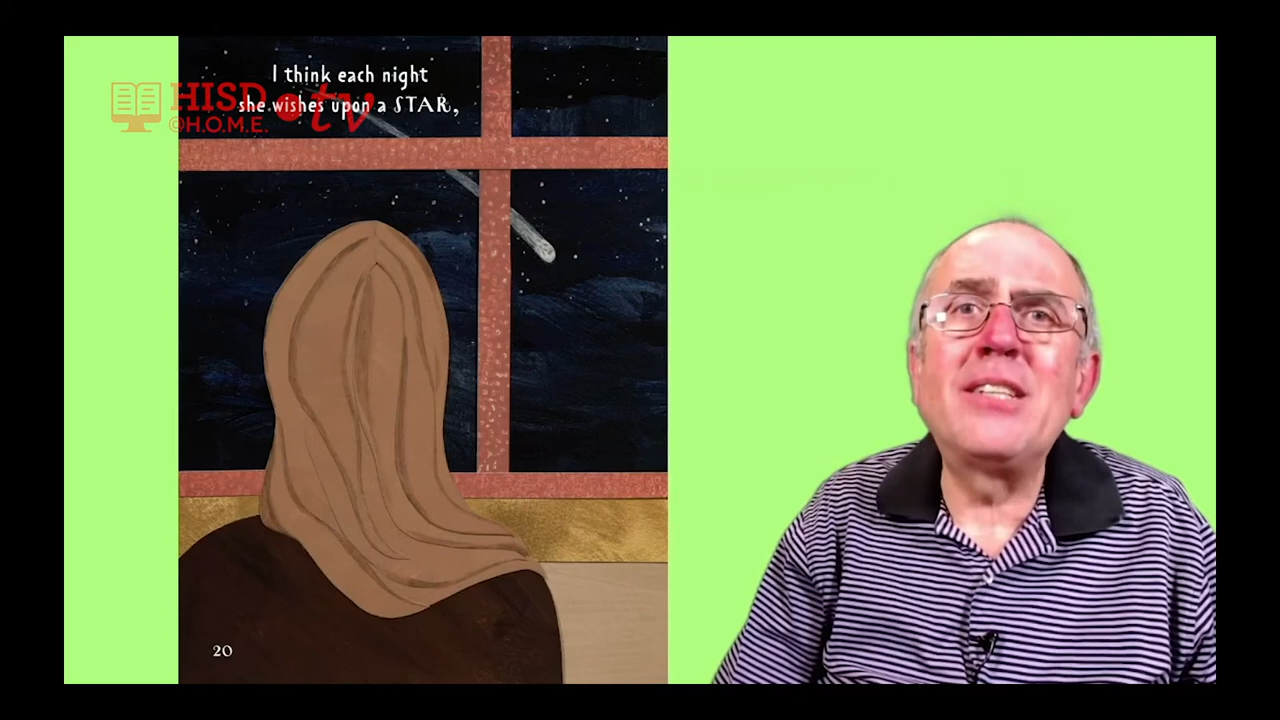 I think each night
she wishes upon a STAR,
HISD
tv
©H.O.M.E.
20